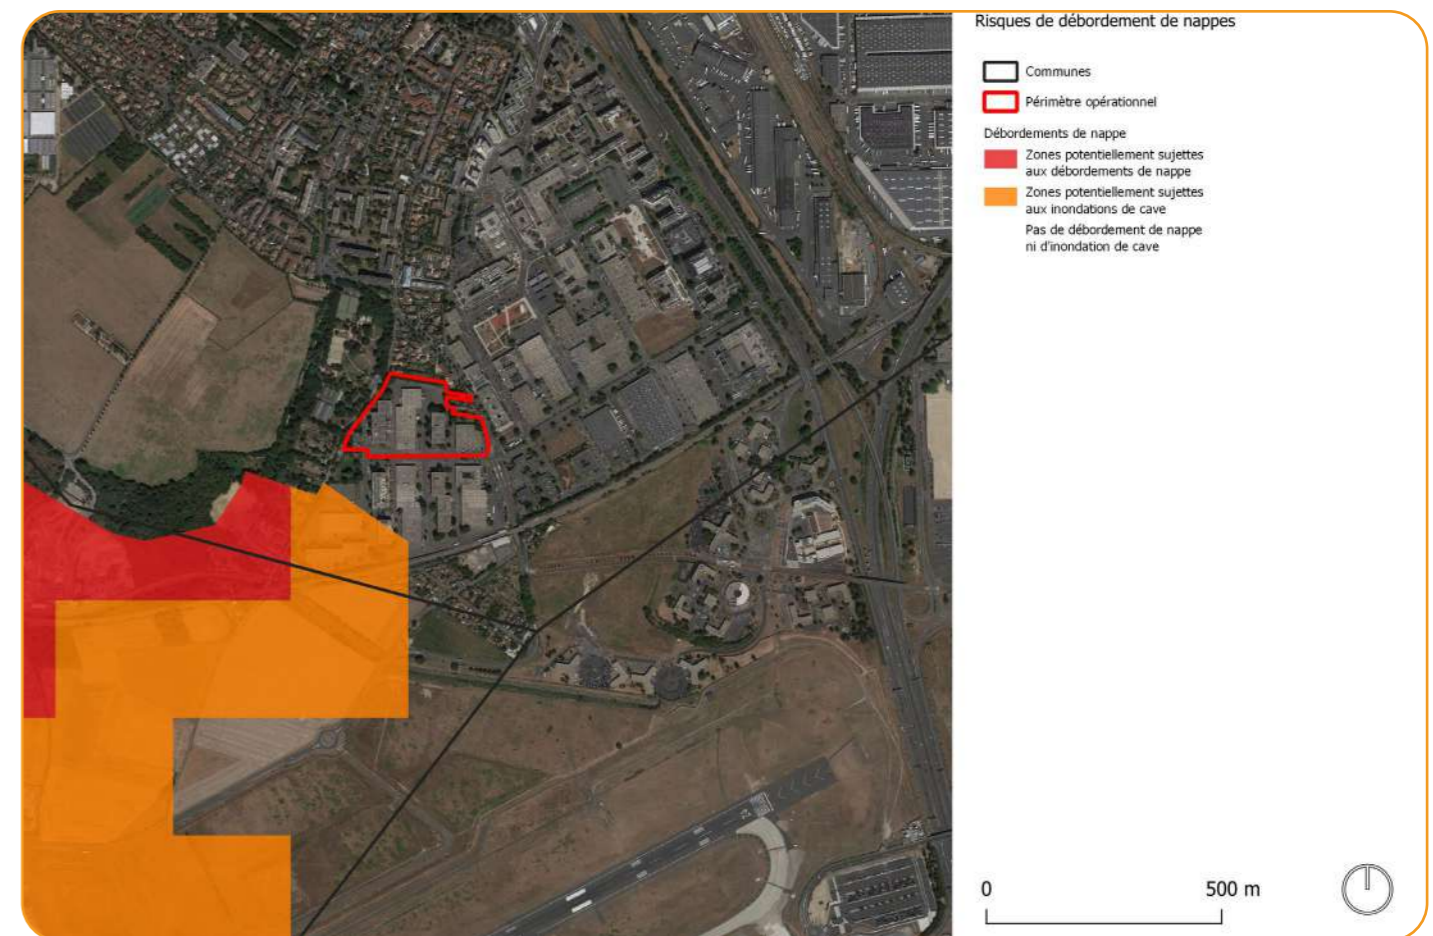 Risques de débordement de nappes
Communes
Périmètre opérationnel
Débordements de nappe
Zones potentiellement sujettes
aux débordements de nappe
Zones potentiellement sujettes
aux inondations de cave
Pas de débordement de nappe
ni d'inondation de cave
0 500 m